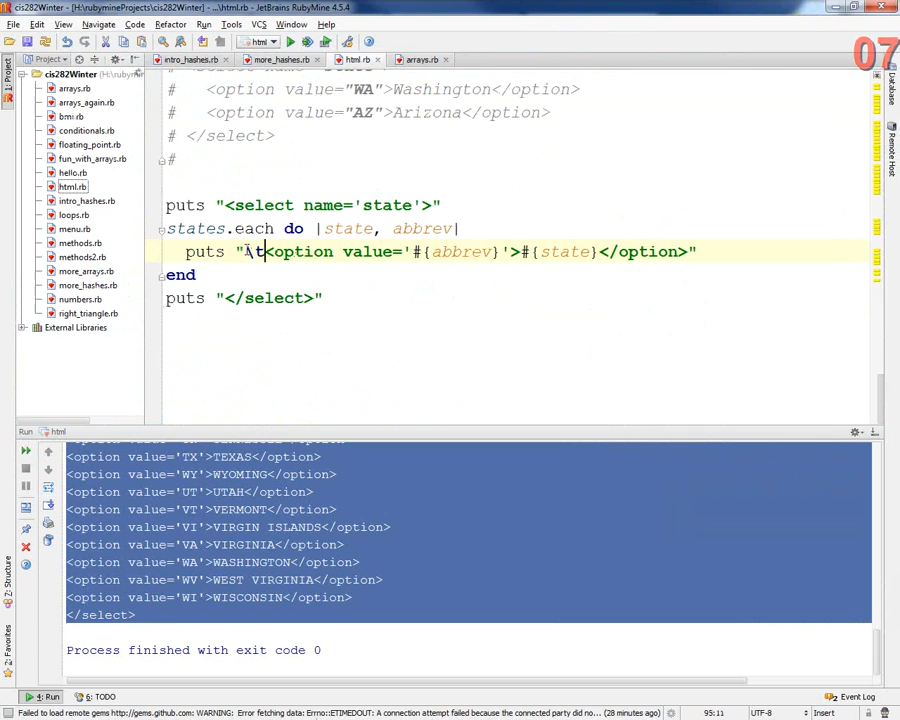 cis282Winter - [H:\rubymineProjects\cis282Winter] - ...\html.rb - JetBrains RubyMine 4.5.4
File Edit View Navigate Code Refactor Run Tools VCS Window Help
html
07
Project
cis282Winter (H:\rubymin
arrays.rb
arrays_again.rb
bmi.rb
conditionals.rb
floating_point.rb
fun_with_arrays.rb
hello.rb
html.rb
intro_hashes.rb
loops.rb
menu.rb
methods.rb
methods2.rb
more_arrays.rb
more_hashes.rb
numbers.rb
right_triangle.rb
External Libraries
1: Project
7: Structure
2: Favorites
Database
Remote Host
intro_hashes.rb more_hashes.rb html.rb arrays.rb
#   <option value="WA">Washington</option>
#   <option value="AZ">Arizona</option>
# </select>
#
puts "<select name='state'>"
states.each do |state, abbrev|
puts "\t<option value='#{abbrev}'>#{state}</option>"
end
puts "</select>"
Run html
<option value='TX'>TEXAS</option>
<option value='WY'>WYOMING</option>
<option value='UT'>UTAH</option>
<option value='VT'>VERMONT</option>
<option value='VI'>VIRGIN ISLANDS</option>
<option value='VA'>VIRGINIA</option>
<option value='WA'>WASHINGTON</option>
<option value='WV'>WEST VIRGINIA</option>
<option value='WI'>WISCONSIN</option>
</select>
Process finished with exit code 0
4: Run 6: TODO Event Log
Failed to load remote gems http://gems.github.com: WARNING: Error fetching data: Errno::ETIMEDOUT: A connection attempt failed because the connected party did no... (28 minutes ago) 95:11 UTF-8 Insert